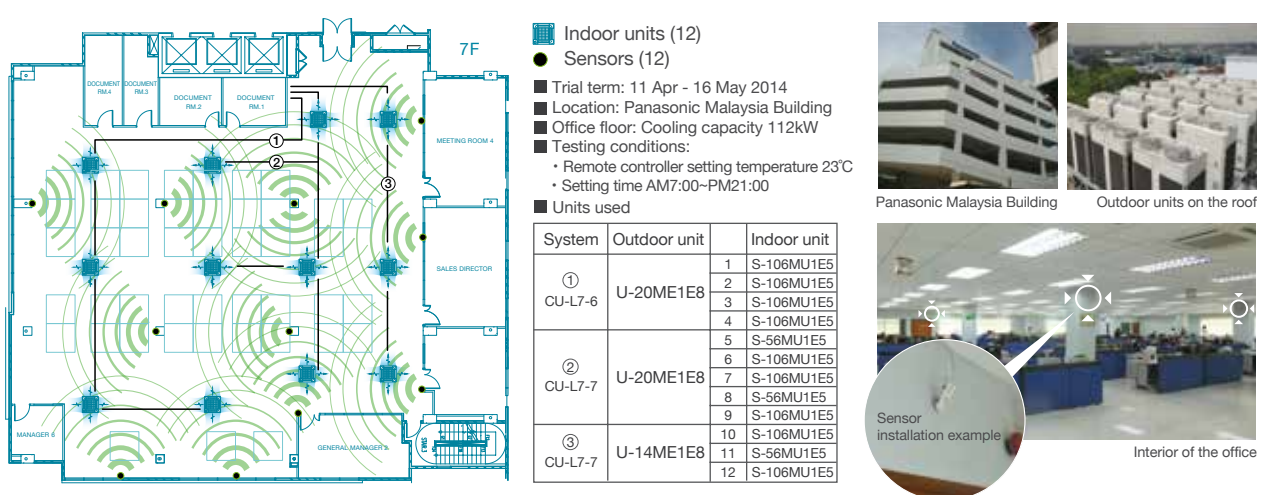 7F
DOCUMENT
RM.4
DOCUMENT
RM.3
DOCUMENT
RM.2
DOCUMENT
RM.1
MEETING ROOM 4
SALES DIRECTOR
MANAGER 6
GENERAL MANAGER 2
①
②
③
Indoor units (12)
Sensors (12)
■ Trial term: 11 Apr - 16 May 2014
■ Location: Panasonic Malaysia Building
■ Office floor: Cooling capacity 112kW
■ Testing conditions:
・Remote controller setting temperature 23℃
・Setting time AM7:00~PM21:00
■ Units used
System Outdoor unit Indoor unit
① CU-L7-6 U-20ME1E8
1 S-106MU1E5
2 S-106MU1E5
3 S-106MU1E5
4 S-106MU1E5
② CU-L7-7 U-20ME1E8
5 S-56MU1E5
6 S-106MU1E5
7 S-106MU1E5
8 S-56MU1E5
9 S-106MU1E5
③ CU-L7-7 U-14ME1E8
10 S-106MU1E5
11 S-56MU1E5
12 S-106MU1E5
Panasonic Malaysia Building
Outdoor units on the roof
Sensor
installation example
Interior of the office